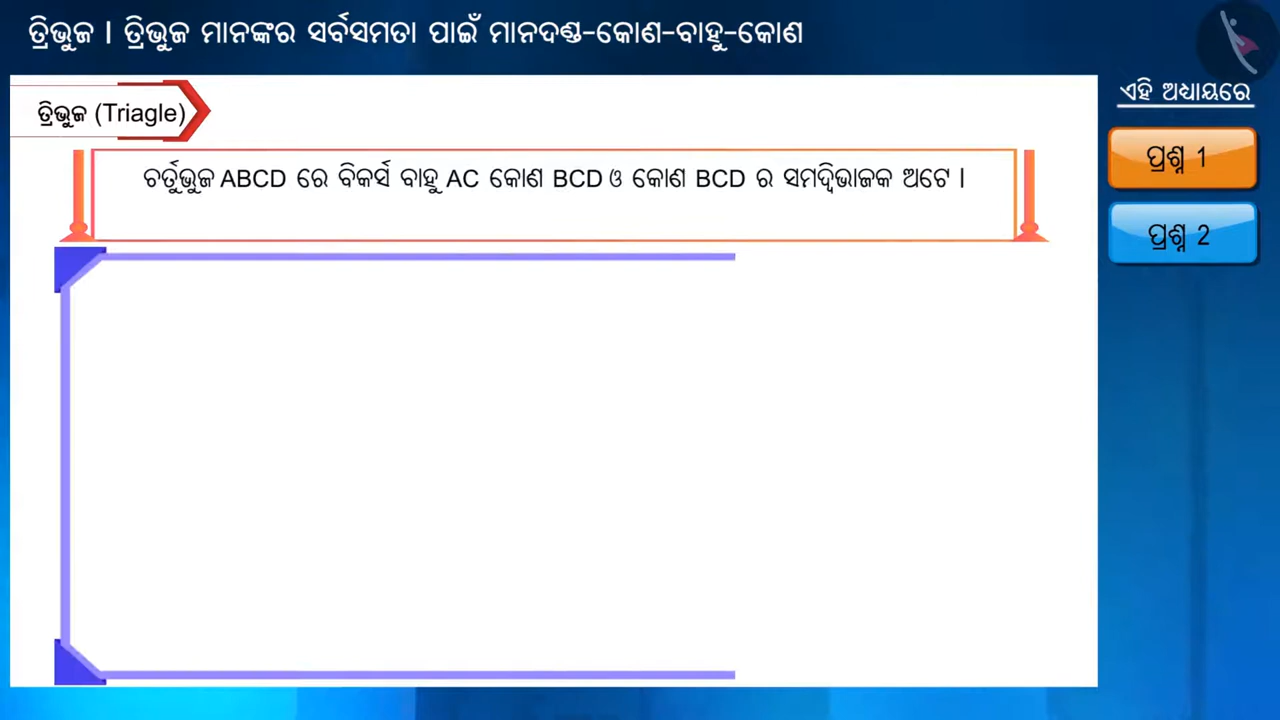 ତ୍ରିଭୁଜ । ତ୍ରିଭୁଜ ମାନଙ୍କର ସର୍ବସମତା ପାଇଁ ମାନଦଣ୍ଡ-କୋଣ-ବାହୁ-କୋଣ
ଏହି ଅଧ୍ୟାୟରେ
ତ୍ରିଭୁଜ (Triagle)
ପ୍ରଶ୍ନ 1
ଚର୍ତୁଭୁଜ ABCD ରେ ବିକର୍ସ ବାହୁ AC କୋଣ BCD ଓ କୋଣ BCD ର ସମଦ୍ବିଭାଜକ ଅଟେ ।
ପ୍ରଶ୍ନ 2